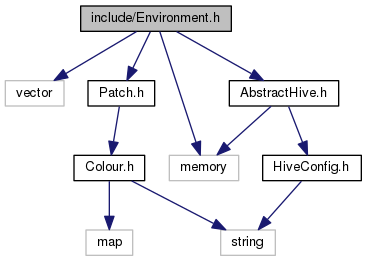 include/Environment.h
vector
Patch.h
AbstractHive.h
Colour.h
memory
HiveConfig.h
map
string